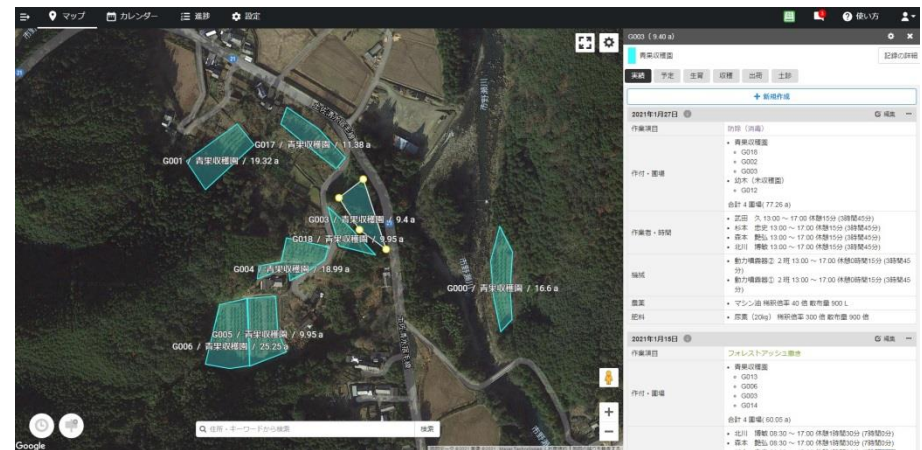 マップ カレンダー 進捗 設定 使い方
G017 / 青果収穫園 / 11.38 a
G001 / 青果収穫園 / 19.32 a
G003 / 青果収穫園 / 9.4 a
G018 / 青果収穫園 / 9.95 a
G004 / 青果収穫園 / 18.99 a
G000 / 青果収穫園 / 16.6 a
G005 / 青果収穫園 / 9.95 a
G006 / 青果収穫園 / 25.25 a
市野瀬川
市野瀬川
21
21
住所・キーワードから検索 検索
Google
G003 ( 9.40 a)
青果収穫園 記録の詳細
実績 予定 生育 収穫 出荷 土診
+ 新規作成
2021年1月27日 編集
作業項目 防除（消毒）
作付・圃場
青果収穫園
G018
G002
G003
幼木（未収穫園）
G012
合計 4 圃場( 77.26 a)
作業者・時間
武田 久 13:00 ～ 17:00 休憩15分 (3時間45分)
杉本 忠史 13:00 ～ 17:00 休憩15分 (3時間45分)
森本 艶弘 13:00 ～ 17:00 休憩15分 (3時間45分)
北川 博敏 13:00 ～ 17:00 休憩15分 (3時間45分)
機械
動力噴霧器① 2 班 13:00 ～ 17:00 休憩0時間15分 (3時間45分)
動力噴霧器① 2 班 13:00 ～ 17:00 休憩0時間15分 (3時間45分)
農薬 マシン油 稀釈倍率 40 倍 散布量 900 L
肥料 尿素（20kg） 稀釈倍率 300 倍 散布量 900 倍
2021年1月15日 編集
作業項目 フォレストアッシュ撒き
作付・圃場
青果収穫園
G013
G006
G003
G014
合計 4 圃場( 60.05 a)
北川 博敏 08:30 ～ 17:00 休憩1時間30分 (7時間0分)
森本 艶弘 08:30 ～ 17:00 休憩1時間30分 (7時間0分)